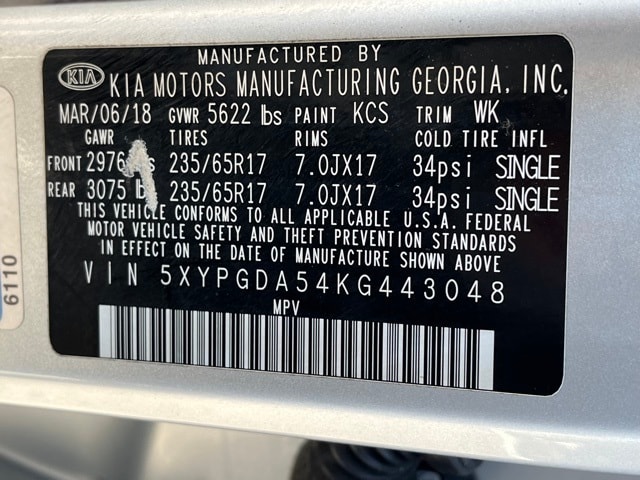 MANUFACTURED BY
KIA KIA MOTORS MANUFACTURING GEORGIA, INC.
MAR/06/18 GVWR 5622 lbs PAINT KCS TRIM WK
GAWR TIRES RIMS COLD TIRE INFL
FRONT 2976 235/65R17 7.0JX17 34psi SINGLE
REAR 3075 235/65R17 7.0JX17 34psi SINGLE
THIS VEHICLE CONFORMS TO ALL APPLICABLE U.S.A. FEDERAL
MOTOR VEHICLE SAFETY AND THEFT PREVENTION STANDARDS
IN EFFECT ON THE DATE OF MANUFACTURE SHOWN ABOVE.
VIN 5XYPGDA54KG443048
MPV
6110